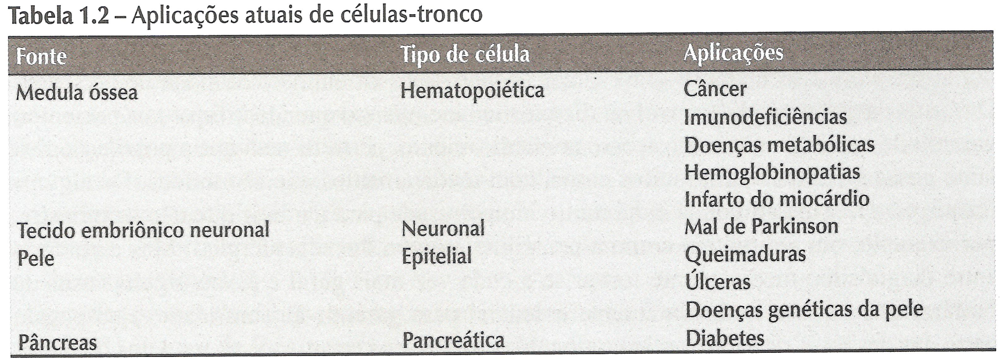 Tabela 1.2 – Aplicações atuais de células-tronco
Fonte Tipo de célula Aplicações
Medula óssea Hematopoiética Câncer
Imunodeficiências
Doenças metabólicas
Hemoglobinopatias
Infarto do miocárdio
Tecido embriônico neuronal Neuronal Mal de Parkinson
Pele Epitelial Queimaduras
Úlceras
Doenças genéticas da pele
Pâncreas Pancreática Diabetes